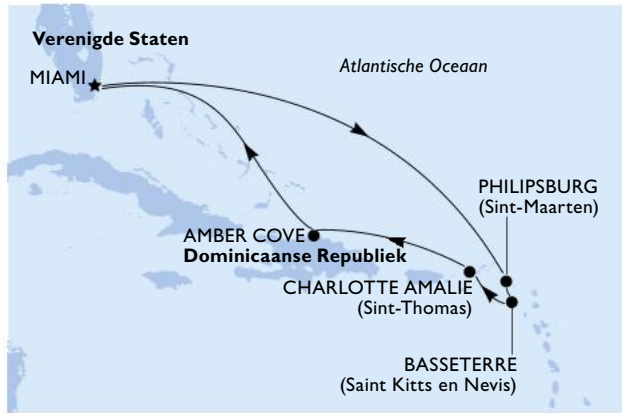 Verenigde Staten
MIAMI
Atlantische Oceaan
PHILIPSBURG
(Sint-Maarten)
AMBER COVE
Dominicaanse Republiek
CHARLOTTE AMALIE
(Sint-Thomas)
BASSETERRE
(Saint Kitts en Nevis)